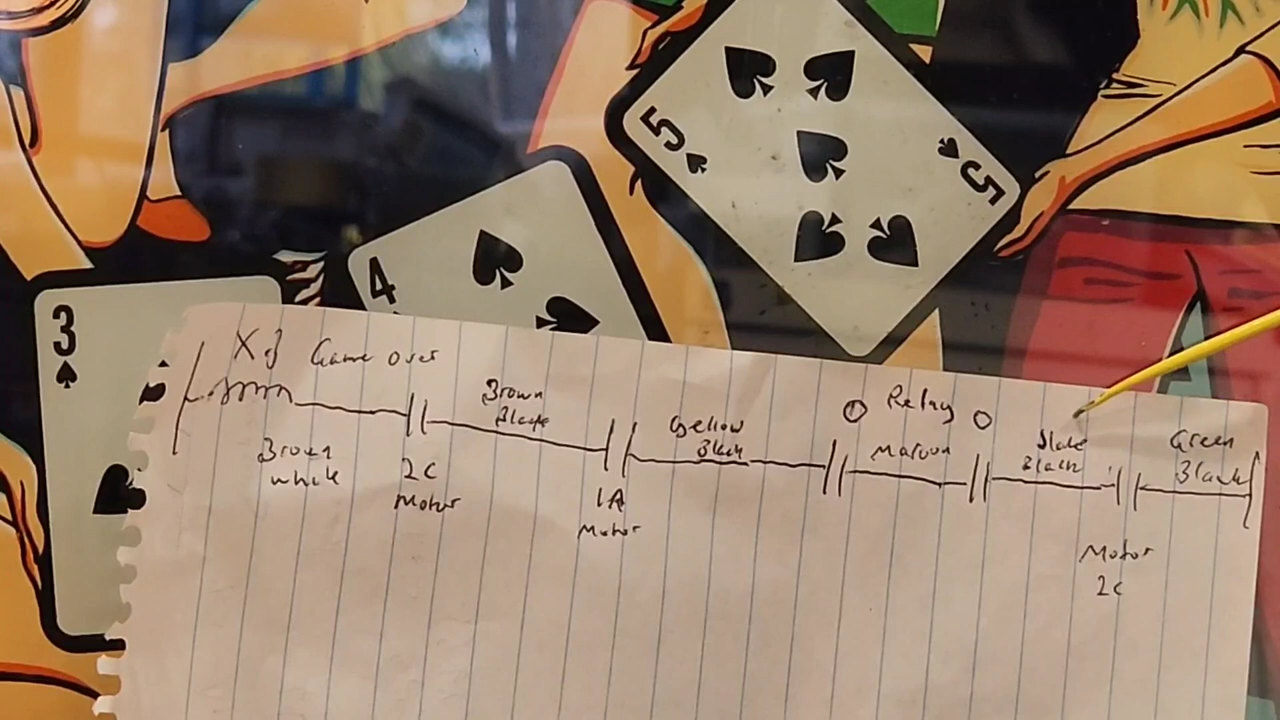 5
5
4
3
X.} Game over
Brown Black
Yellow Black
Relay
Maroon
Slate Black
Green Black
Brown white
2C Motor
1A Motor
Motor 2C